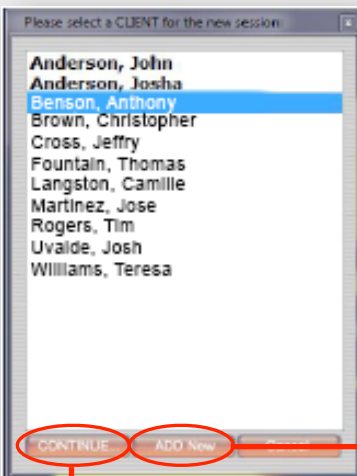 Please select a CLIENT for the new session
Anderson, John
Anderson, Josha
Benson, Anthony
Brown, Christopher
Cross, Jeffry
Fountain, Thomas
Langston, Camille
Martinez, Jose
Rogers, Tim
Uvalde, Josh
Williams, Teresa
CONTINUE... ADD New Cancel